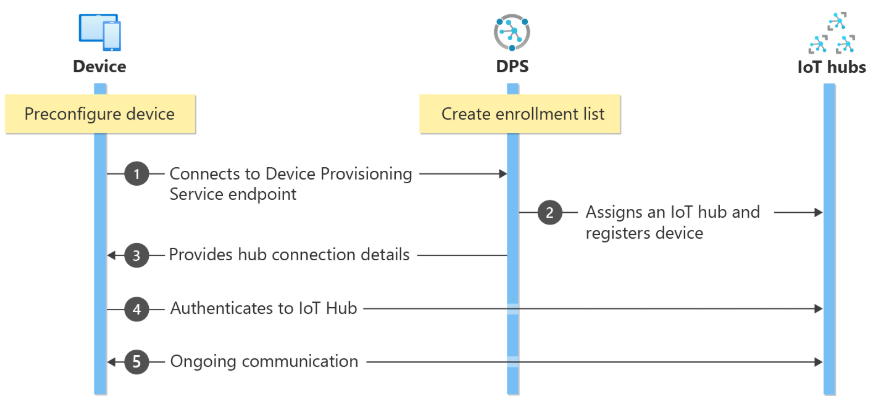 Device
DPS
IoT hubs
Preconfigure device
Create enrollment list
1
Connects to Device Provisioning
Service endpoint
2
Assigns an IoT hub and
registers device
3
Provides hub connection details
4
Authenticates to IoT Hub
5
Ongoing communication